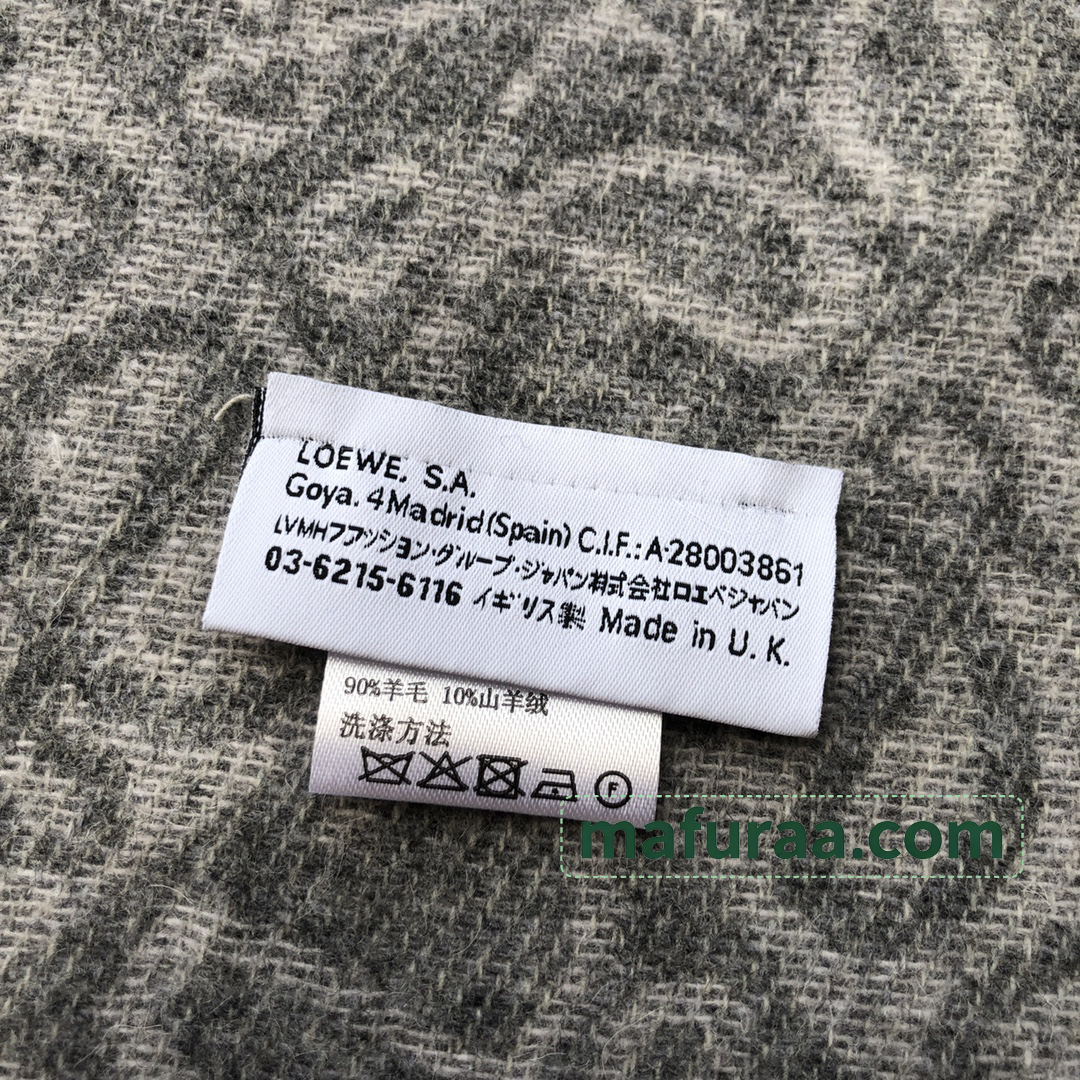 LOEWE. S.A.
Goya. 4 Madrid (Spain) C.I.F.: A-28003861
LVMHファッション・グループ・ジャパン株式会社ロエベジャパン
03-6215-6116 イギリス製 Made in U. K.
90%羊毛 10%山羊绒
洗涤方法
F
mafuraa.com